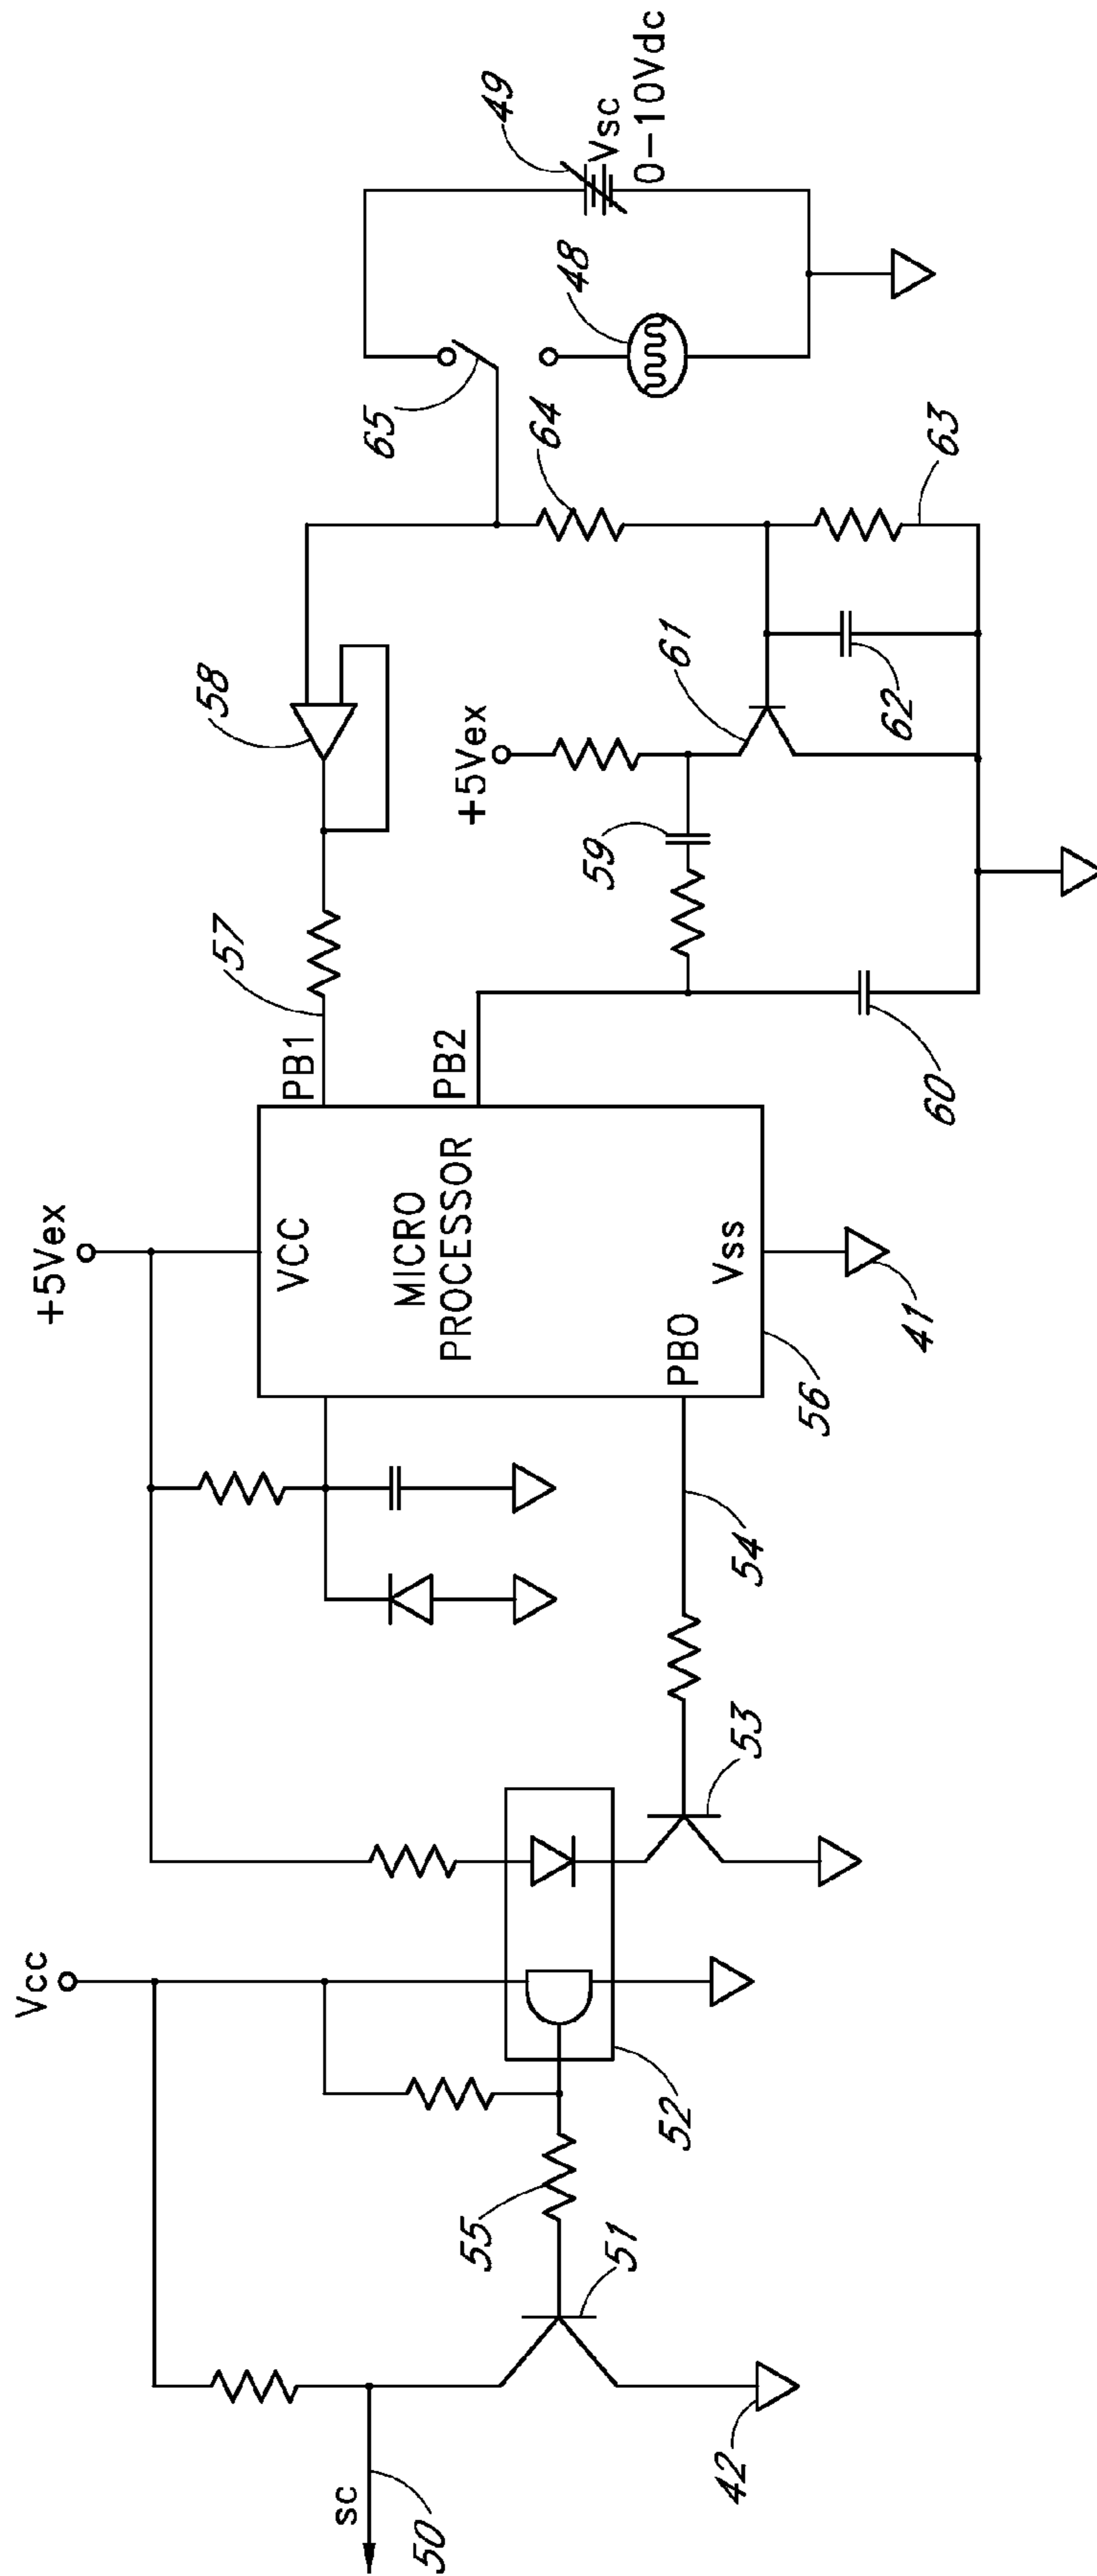 Vcc
+5Vex
VCC
MICRO
PROCESSOR
PB1
PB2
PBO
Vss
+5Vex
Vsc
0-10Vdc
sc
50
42
51
55
52
53
54
56
41
57
58
59
60
61
62
63
64
65
48
49